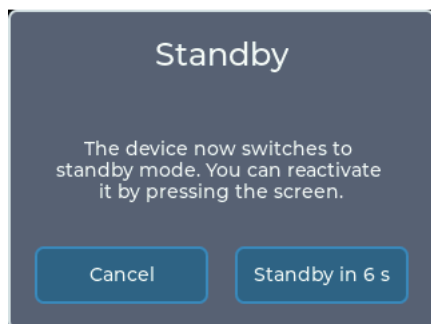 Standby
The device now switches to
standby mode. You can reactivate
it by pressing the screen.
Cancel
Standby in 6 s